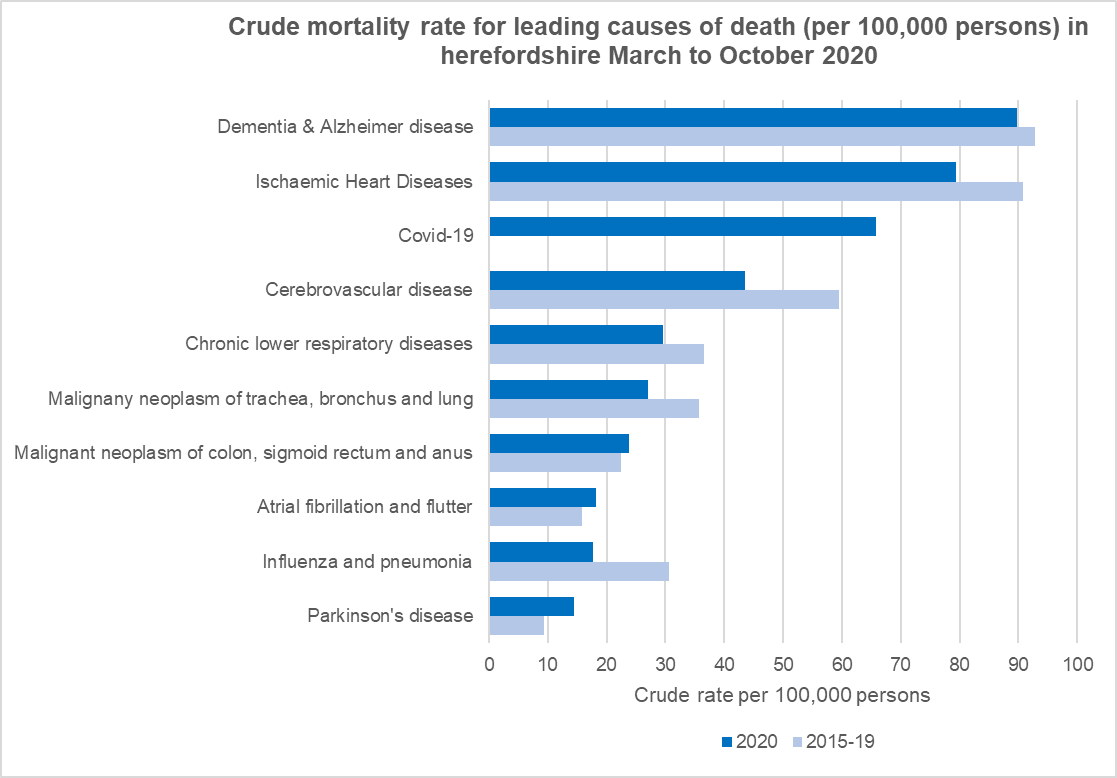 Crude mortality rate for leading causes of death (per 100,000 persons) in
herefordshire March to October 2020
Dementia & Alzheimer disease
Ischaemic Heart Diseases
Covid-19
Cerebrovascular disease
Chronic lower respiratory diseases
Malignany neoplasm of trachea, bronchus and lung
Malignant neoplasm of colon, sigmoid rectum and anus
Atrial fibrillation and flutter
Influenza and pneumonia
Parkinson's disease
0 10 20 30 40 50 60 70 80 90 100
Crude rate per 100,000 persons
2020 2015-19